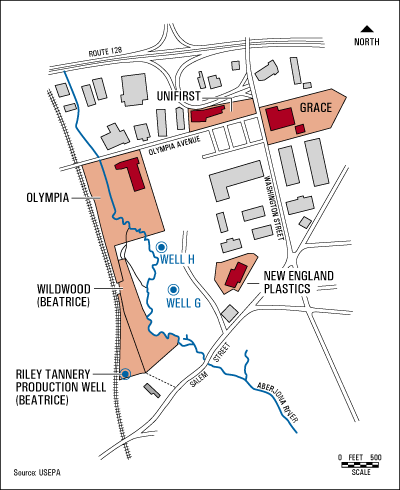 ROUTE 128
NORTH
UNIFIRST
GRACE
OLYMPIA AVENUE
WASHINGTON STREET
OLYMPIA
WELL H
WILDWOOD
(BEATRICE)
WELL G
NEW ENGLAND
PLASTICS
RILEY TANNERY
PRODUCTION WELL
(BEATRICE)
SALEM STREET
ABERJONA RIVER
0 FEET 500
SCALE
Source: USEPA